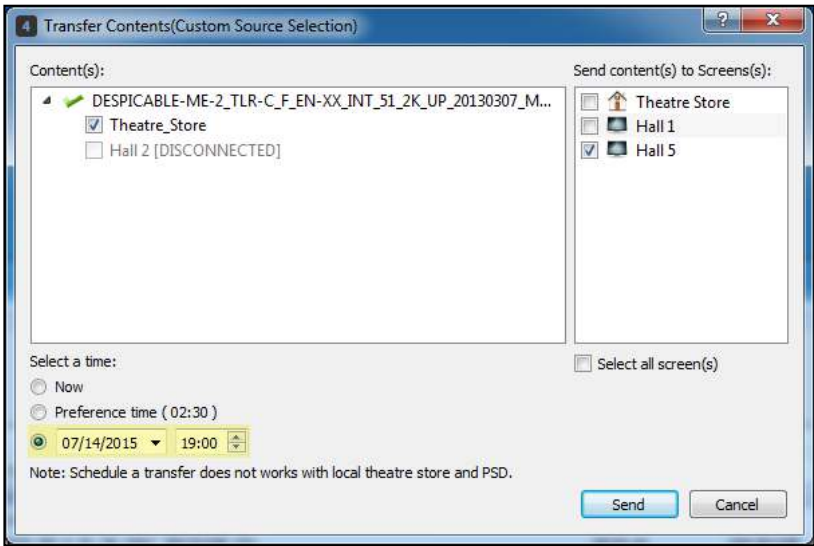 4 Transfer Contents(Custom Source Selection)
Content(s):
DESPICABLE-ME-2_TLR-C_F_EN-XX_INT_51_2K_UP_20130307_M...
Theatre_Store
Hall 2 [DISCONNECTED]
Send content(s) to Screens(s):
Theatre Store
Hall 1
Hall 5
Select all screen(s)
Select a time:
Now
Preference time ( 02:30 )
07/14/2015 19:00
Note: Schedule a transfer does not works with local theatre store and PSD.
Send Cancel